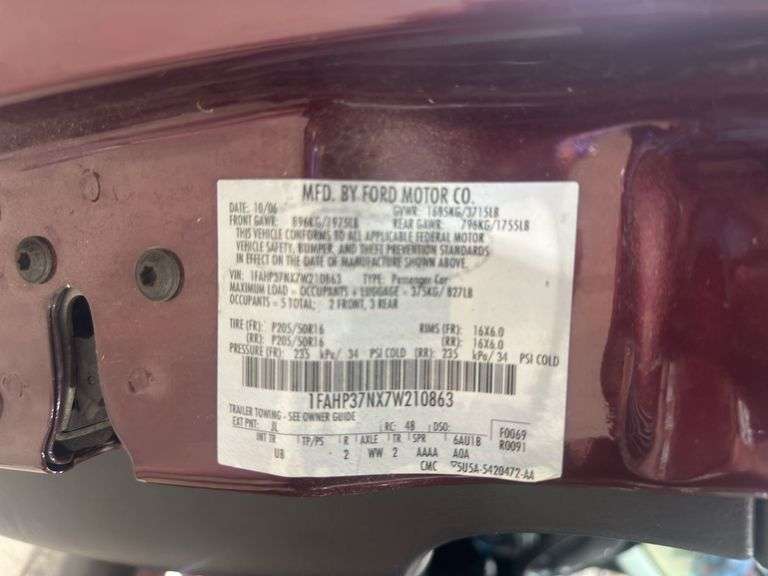 MFD. BY FORD MOTOR CO.
DATE: 10/06 GVWR: 1685KG/3715LB
FRONT GAWR: 896KG/1975LB REAR GAWR: 796KG/1755LB
THIS VEHICLE CONFORMS TO ALL APPLICABLE FEDERAL MOTOR
VEHICLE SAFETY, BUMPER, AND THEFT PREVENTION STANDARDS
IN EFFECT ON THE DATE OF MANUFACTURE SHOWN ABOVE.
VIN: 1FAHP37NX7W210863 TYPE: Passenger Car
MAXIMUM LOAD = OCCUPANTS + LUGGAGE = 375KG/ 827LB
OCCUPANTS = 5 TOTAL: 2 FRONT, 3 REAR
TIRE (FR): P205/50R16 RIMS (FR): 16X6.0
(RR): P205/50R16 (RR): 16X6.0
PRESSURE (FR): 235 kPa/ 34 PSI COLD (RR): 235 kPa/ 34 PSI COLD
1FAHP37NX7W210863
TRAILER TOWING - SEE OWNER GUIDE
EXT PNT: JL RC: 48 DSO: F0069
INT TR TP/PS R AXLE TR SPR 6AU18 R0091
UB 2 WW 2 AAAA A0A
CMC ▽5U5A-5420472-AA